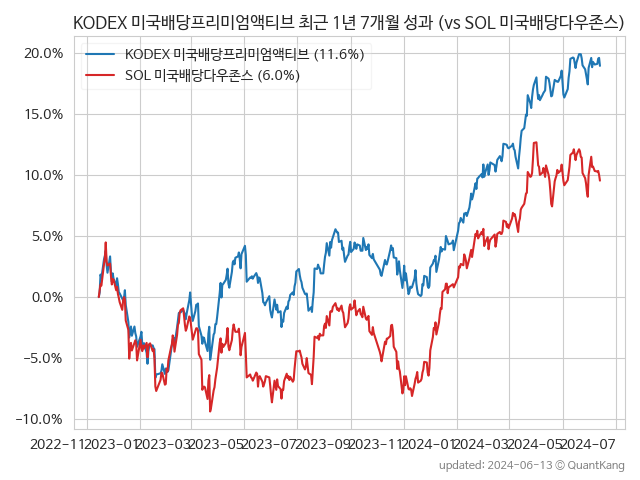 KODEX 미국배당프리미엄액티브 최근 1년 7개월 성과 (vs SOL 미국배당다우존스)
KODEX 미국배당프리미엄액티브 (11.6%)
SOL 미국배당다우존스 (6.0%)
20.0%
15.0%
10.0%
5.0%
0.0%
−5.0%
−10.0%
2022-11 2023-01 2023-03 2023-05 2023-07 2023-09 2023-11 2024-01 2024-03 2024-05 2024-07
updated: 2024-06-13 © QuantKang